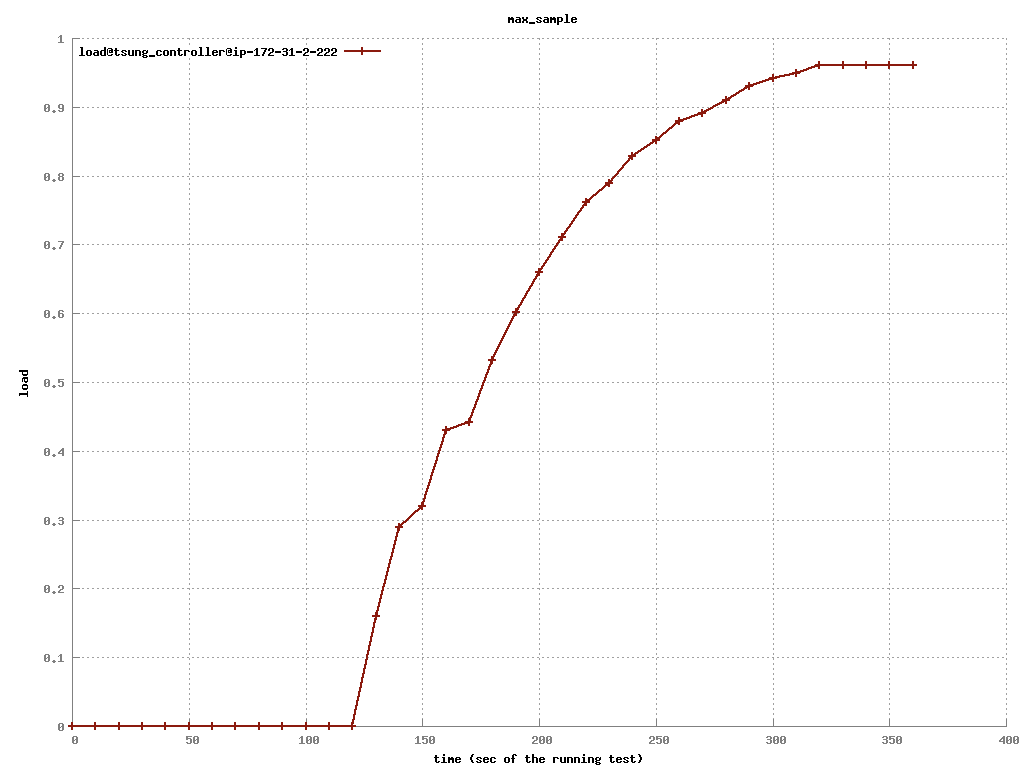 max_sample
load@tsung_controller@ip-172-31-2-222
1
0.9
0.8
0.7
0.6
0.5
0.4
0.3
0.2
0.1
0
load
0 50 100 150 200 250 300 350 400
time (sec of the running test)